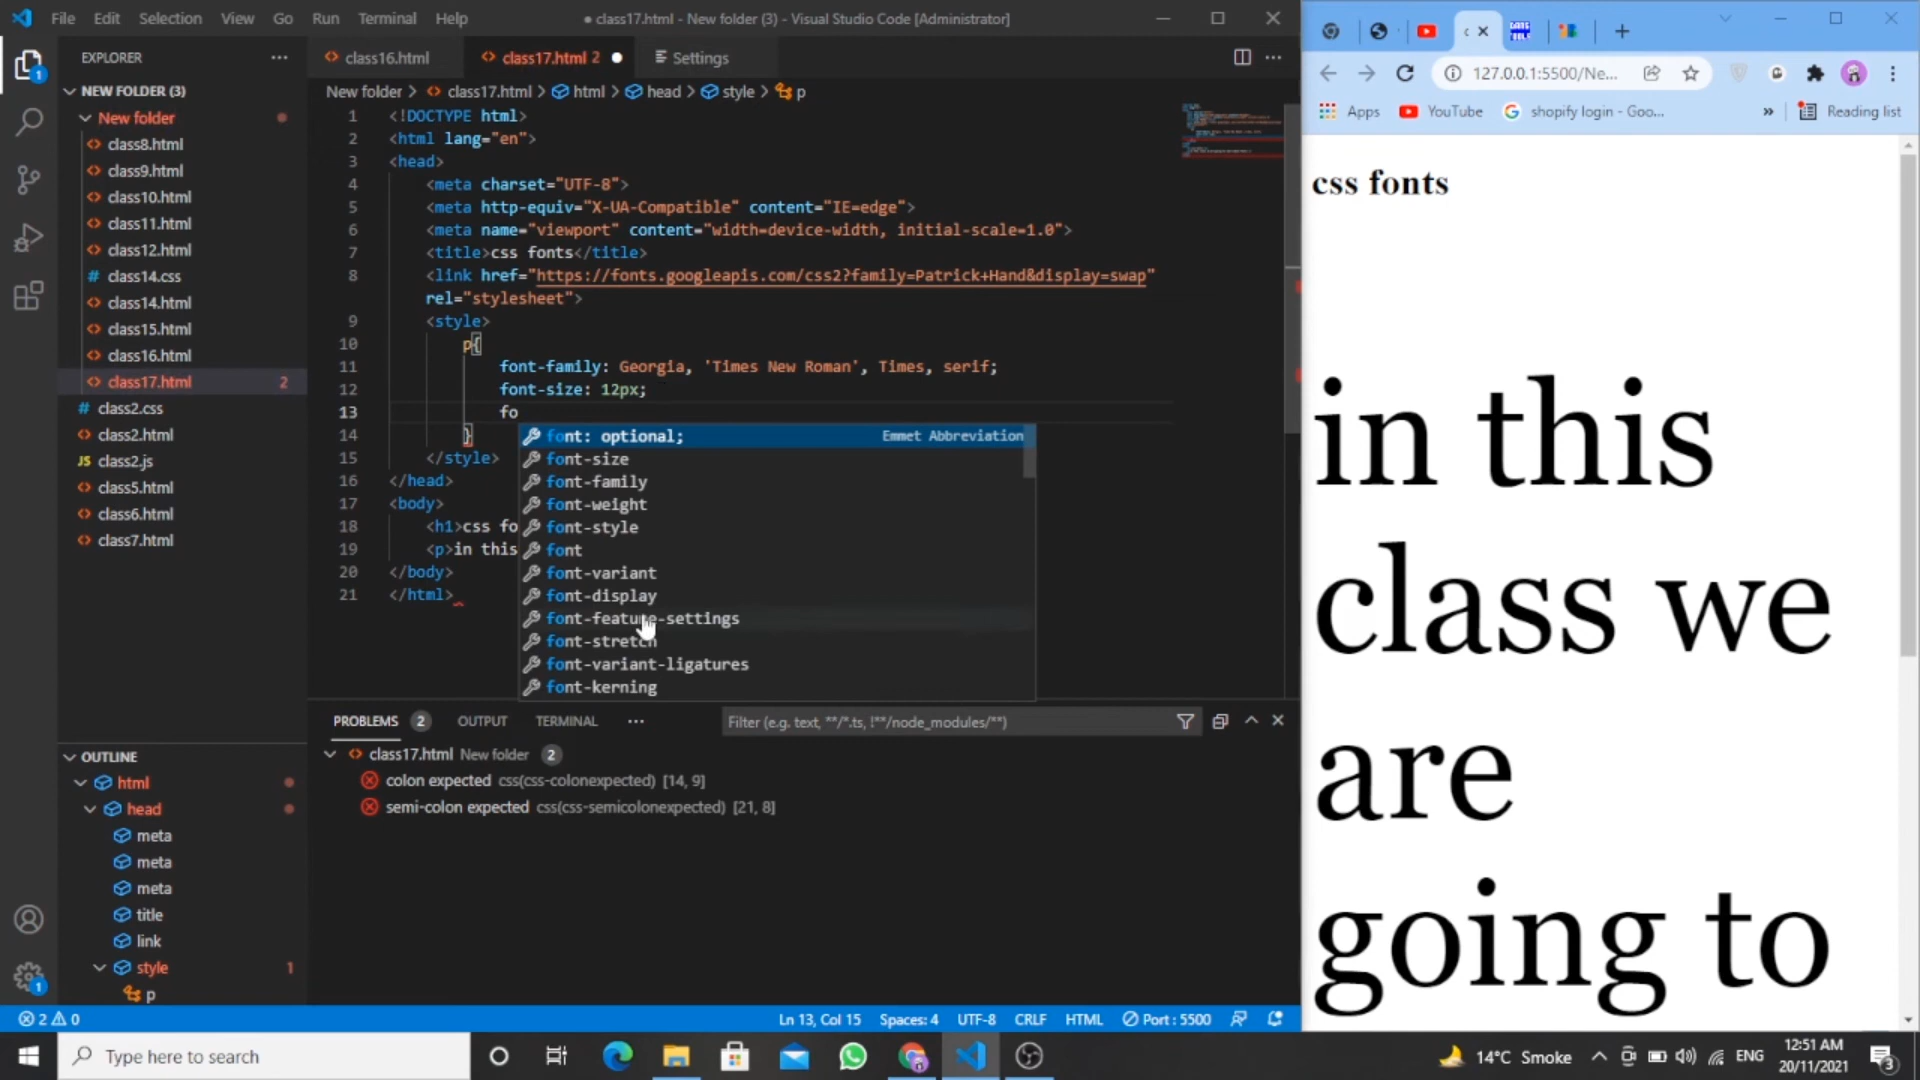 File Edit Selection View Go Run Terminal Help
● class17.html - New folder (3) - Visual Studio Code [Administrator]
EXPLORER
NEW FOLDER (3)
New folder
class8.html
class9.html
class10.html
class11.html
class12.html
class14.css
class14.html
class15.html
class16.html
class17.html 2
class2.css
class2.html
JS class2.js
class5.html
class6.html
class7.html
OUTLINE
html
head
meta
meta
meta
title
link
style 1
p
class16.html class17.html 2 Settings
New folder > class17.html > html > head > style > p
1 <!DOCTYPE html>
2 <html lang="en">
3 <head>
4 <meta charset="UTF-8">
5 <meta http-equiv="X-UA-Compatible" content="IE=edge">
6 <meta name="viewport" content="width=device-width, initial-scale=1.0">
7 <title>css fonts</title>
8 <link href="https://fonts.googleapis.com/css2?family=Patrick+Hand&display=swap"
rel="stylesheet">
9 <style>
10 p{
11 font-family: Georgia, 'Times New Roman', Times, serif;
12 font-size: 12px;
13 fo
14 }
15 </style>
16 </head>
17 <body>
18 <h1>css fo
19 <p>in this
20 </body>
21 </html>
font: optional; Emmet Abbreviation
font-size
font-family
font-weight
font-style
font
font-variant
font-display
font-feature-settings
font-stretch
font-variant-ligatures
font-kerning
PROBLEMS 2 OUTPUT TERMINAL ···
Filter (e.g. text, **/*.ts, !**/node_modules/**)
class17.html New folder 2
colon expected css(css-colonexpected) [14, 9]
semi-colon expected css(css-semicolonexpected) [21, 8]
2 0
Ln 13, Col 15 Spaces: 4 UTF-8 CRLF HTML Port : 5500
127.0.0.1:5500/Ne...
Apps YouTube shopify login - Goo... » Reading list
css fonts
in this
class we
are
going to
Type here to search
14°C Smoke
ENG
12:51 AM
20/11/2021
3